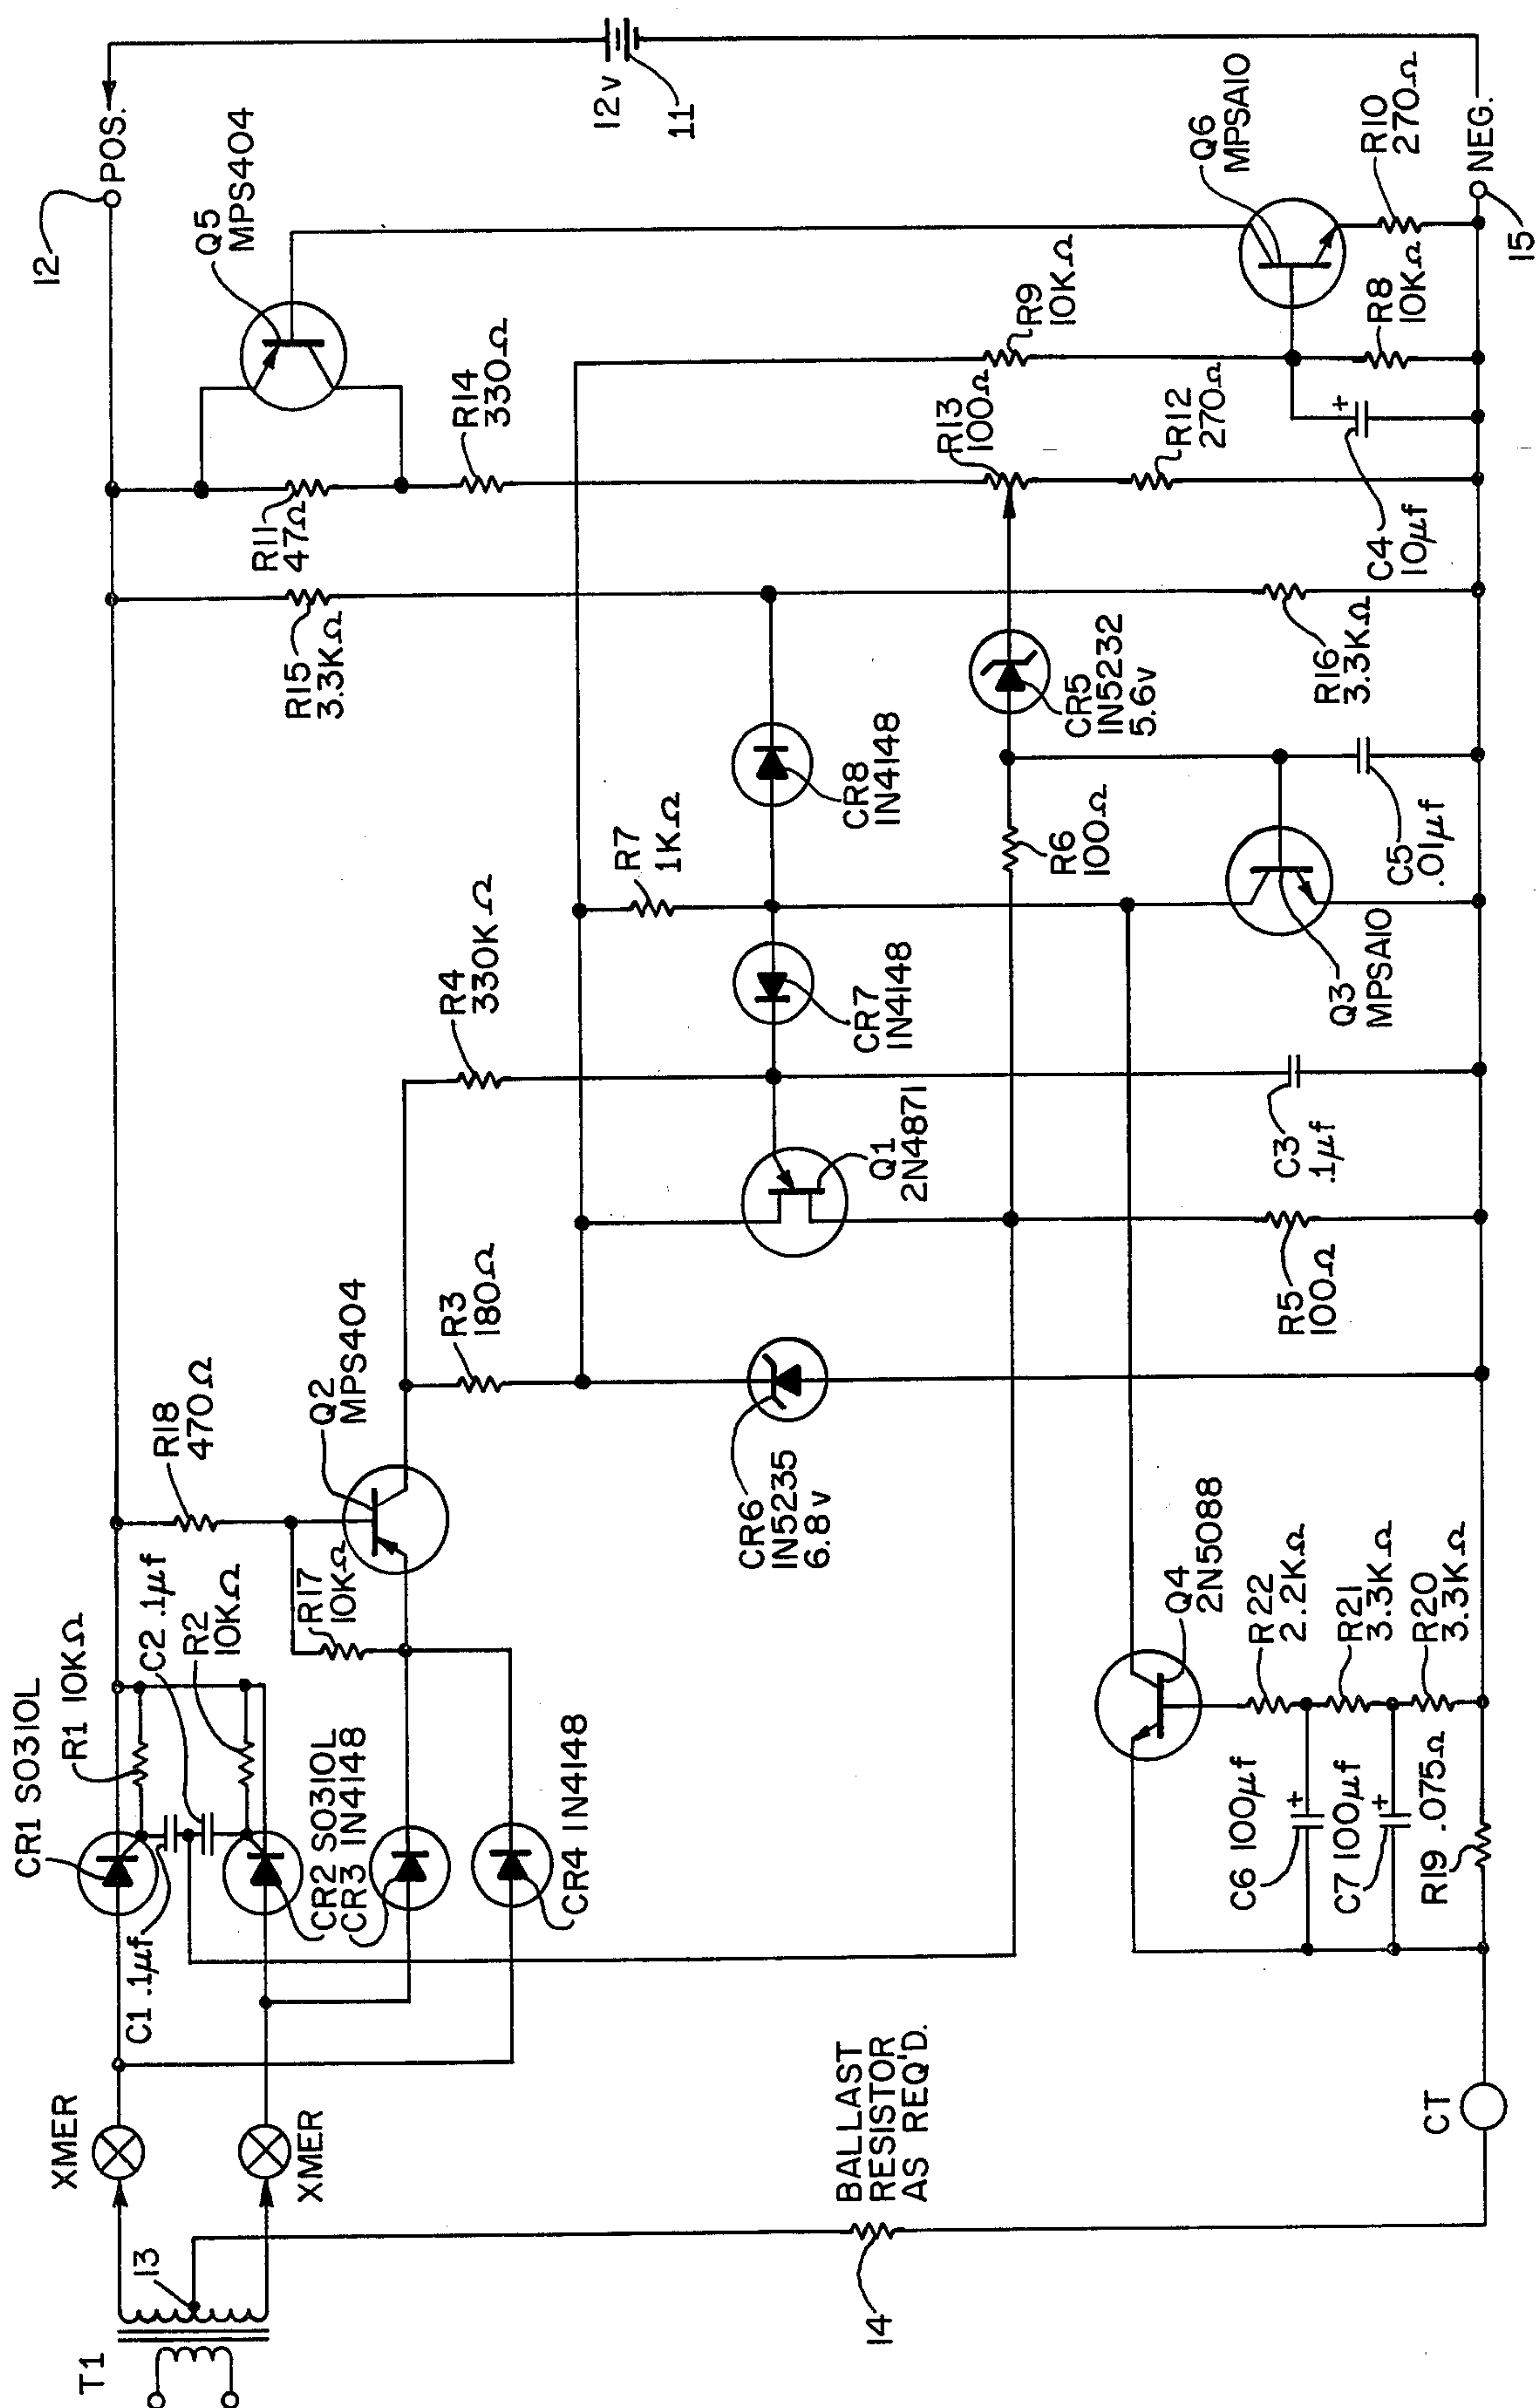 T1
13
XMER
XMER
14
BALLAST
RESISTOR
AS REQ'D.
CT
CR1 SO310L
R1 10KΩ
C1 .1µf
C2 .1µf
R2
10KΩ
CR2 SO310L
CR3 IN4148
CR4 IN4148
R17
10KΩ
R18
470Ω
Q2
MPS404
R3
180Ω
CR6
IN5235
6.8v
C6 100µf
+
C7 100µf
+
R19 .075Ω
Q4
2N5088
R22
2.2KΩ
R21
3.3KΩ
R20
3.3KΩ
R5
100Ω
Q1
2N4871
C3
.1µf
R4
330KΩ
CR7
IN4148
R7
1KΩ
CR8
IN4148
R6
100Ω
Q3
MPSA10
C5
.01µf
CR5
IN5232
5.6v
R15
3.3KΩ
R16
3.3KΩ
R11
47Ω
R14
330Ω
R13
100Ω
R12
270Ω
C4
10µf
+
R9
10KΩ
R8
10KΩ
Q5
MPS404
Q6
MPSA10
R10
270Ω
12
POS.
12v
11
NEG.
15